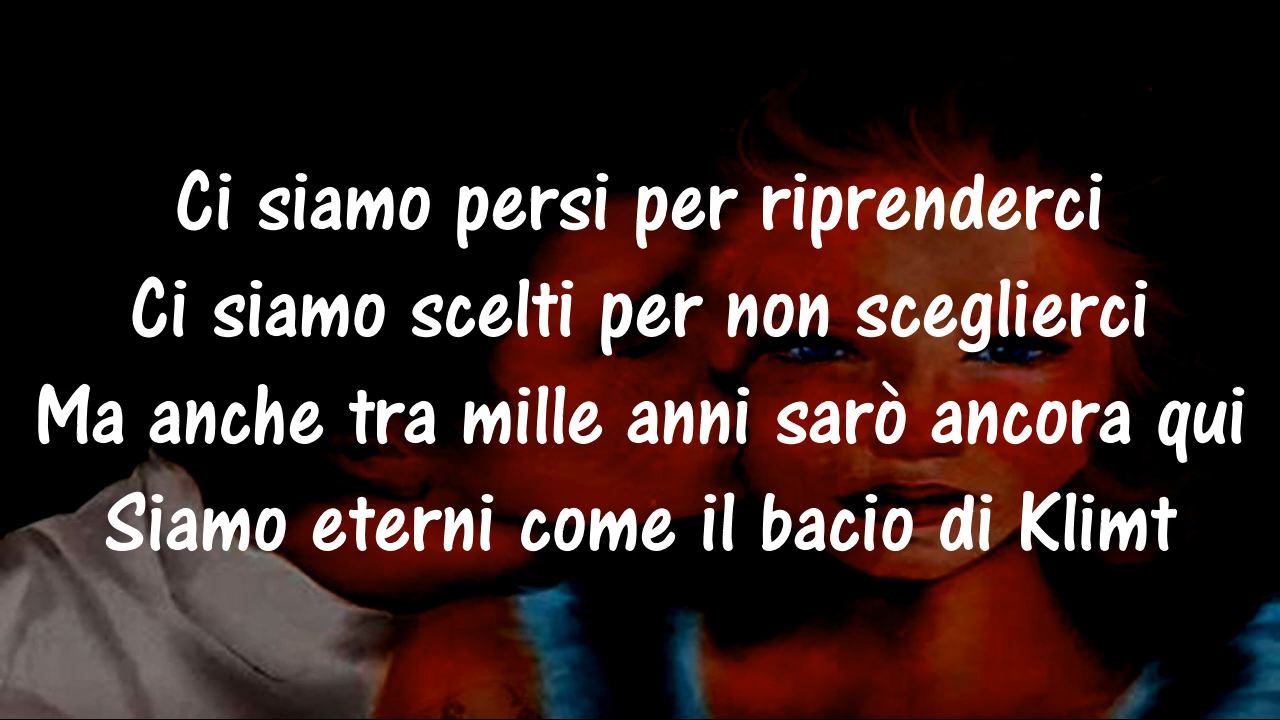 Ci siamo persi per riprenderci
Ci siamo scelti per non sceglierci
Ma anche tra mille anni sarò ancora qui
Siamo eterni come il bacio di Klimt